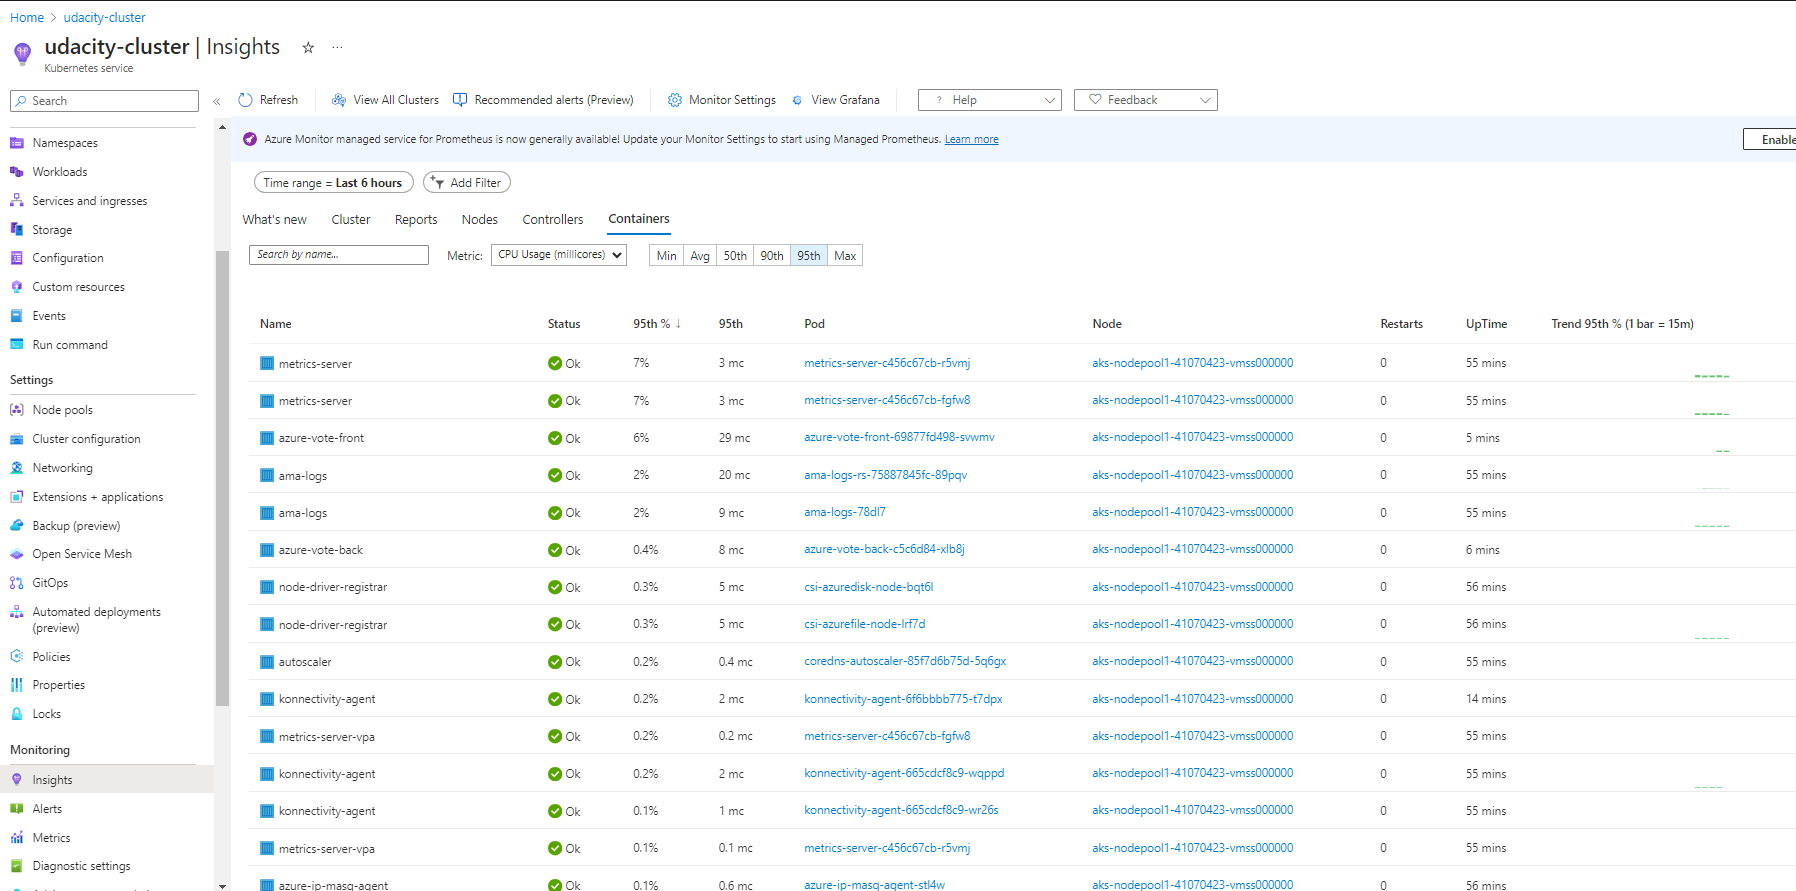 Home > udacity-cluster
udacity-cluster | Insights ☆ ...
Kubernetes service
Search «
Refresh View All Clusters Recommended alerts (Preview) Monitor Settings View Grafana ? Help Feedback
Azure Monitor managed service for Prometheus is now generally available! Update your Monitor Settings to start using Managed Prometheus. Learn more Enable
Namespaces
Workloads
Services and ingresses
Storage
Configuration
Custom resources
Events
Run command
Settings
Node pools
Cluster configuration
Networking
Extensions + applications
Backup (preview)
Open Service Mesh
GitOps
Automated deployments
(preview)
Policies
Properties
Locks
Monitoring
Insights
Alerts
Metrics
Diagnostic settings
Time range = Last 6 hours Add Filter
What's new Cluster Reports Nodes Controllers Containers
Search by name... Metric: CPU Usage (millicores) Min Avg 50th 90th 95th Max
Name Status 95th % ↓ 95th Pod Node Restarts UpTime Trend 95th % (1 bar = 15m)
metrics-server Ok 7% 3 mc metrics-server-c456c67cb-r5vmj aks-nodepool1-41070423-vmss000000 0 55 mins
metrics-server Ok 7% 3 mc metrics-server-c456c67cb-fgfw8 aks-nodepool1-41070423-vmss000000 0 55 mins
azure-vote-front Ok 6% 29 mc azure-vote-front-69877fd498-svwmv aks-nodepool1-41070423-vmss000000 0 5 mins
ama-logs Ok 2% 20 mc ama-logs-rs-75887845fc-89pqv aks-nodepool1-41070423-vmss000000 0 55 mins
ama-logs Ok 2% 9 mc ama-logs-78dl7 aks-nodepool1-41070423-vmss000000 0 55 mins
azure-vote-back Ok 0.4% 8 mc azure-vote-back-c5c6d84-xlb8j aks-nodepool1-41070423-vmss000000 0 6 mins
node-driver-registrar Ok 0.3% 5 mc csi-azuredisk-node-bqt6l aks-nodepool1-41070423-vmss000000 0 56 mins
node-driver-registrar Ok 0.3% 5 mc csi-azurefile-node-lrf7d aks-nodepool1-41070423-vmss000000 0 56 mins
autoscaler Ok 0.2% 0.4 mc coredns-autoscaler-85f7d6b75d-5q6gx aks-nodepool1-41070423-vmss000000 0 55 mins
konnectivity-agent Ok 0.2% 2 mc konnectivity-agent-6f6bbbb775-t7dpx aks-nodepool1-41070423-vmss000000 0 14 mins
metrics-server-vpa Ok 0.2% 0.2 mc metrics-server-c456c67cb-fgfw8 aks-nodepool1-41070423-vmss000000 0 55 mins
konnectivity-agent Ok 0.2% 2 mc konnectivity-agent-665cdcf8c9-wqppd aks-nodepool1-41070423-vmss000000 0 55 mins
konnectivity-agent Ok 0.1% 1 mc konnectivity-agent-665cdcf8c9-wr26s aks-nodepool1-41070423-vmss000000 0 55 mins
metrics-server-vpa Ok 0.1% 0.1 mc metrics-server-c456c67cb-r5vmj aks-nodepool1-41070423-vmss000000 0 55 mins
azure-ip-masq-agent Ok 0.1% 0.6 mc azure-ip-masq-agent-stl4w aks-nodepool1-41070423-vmss000000 0 56 mins